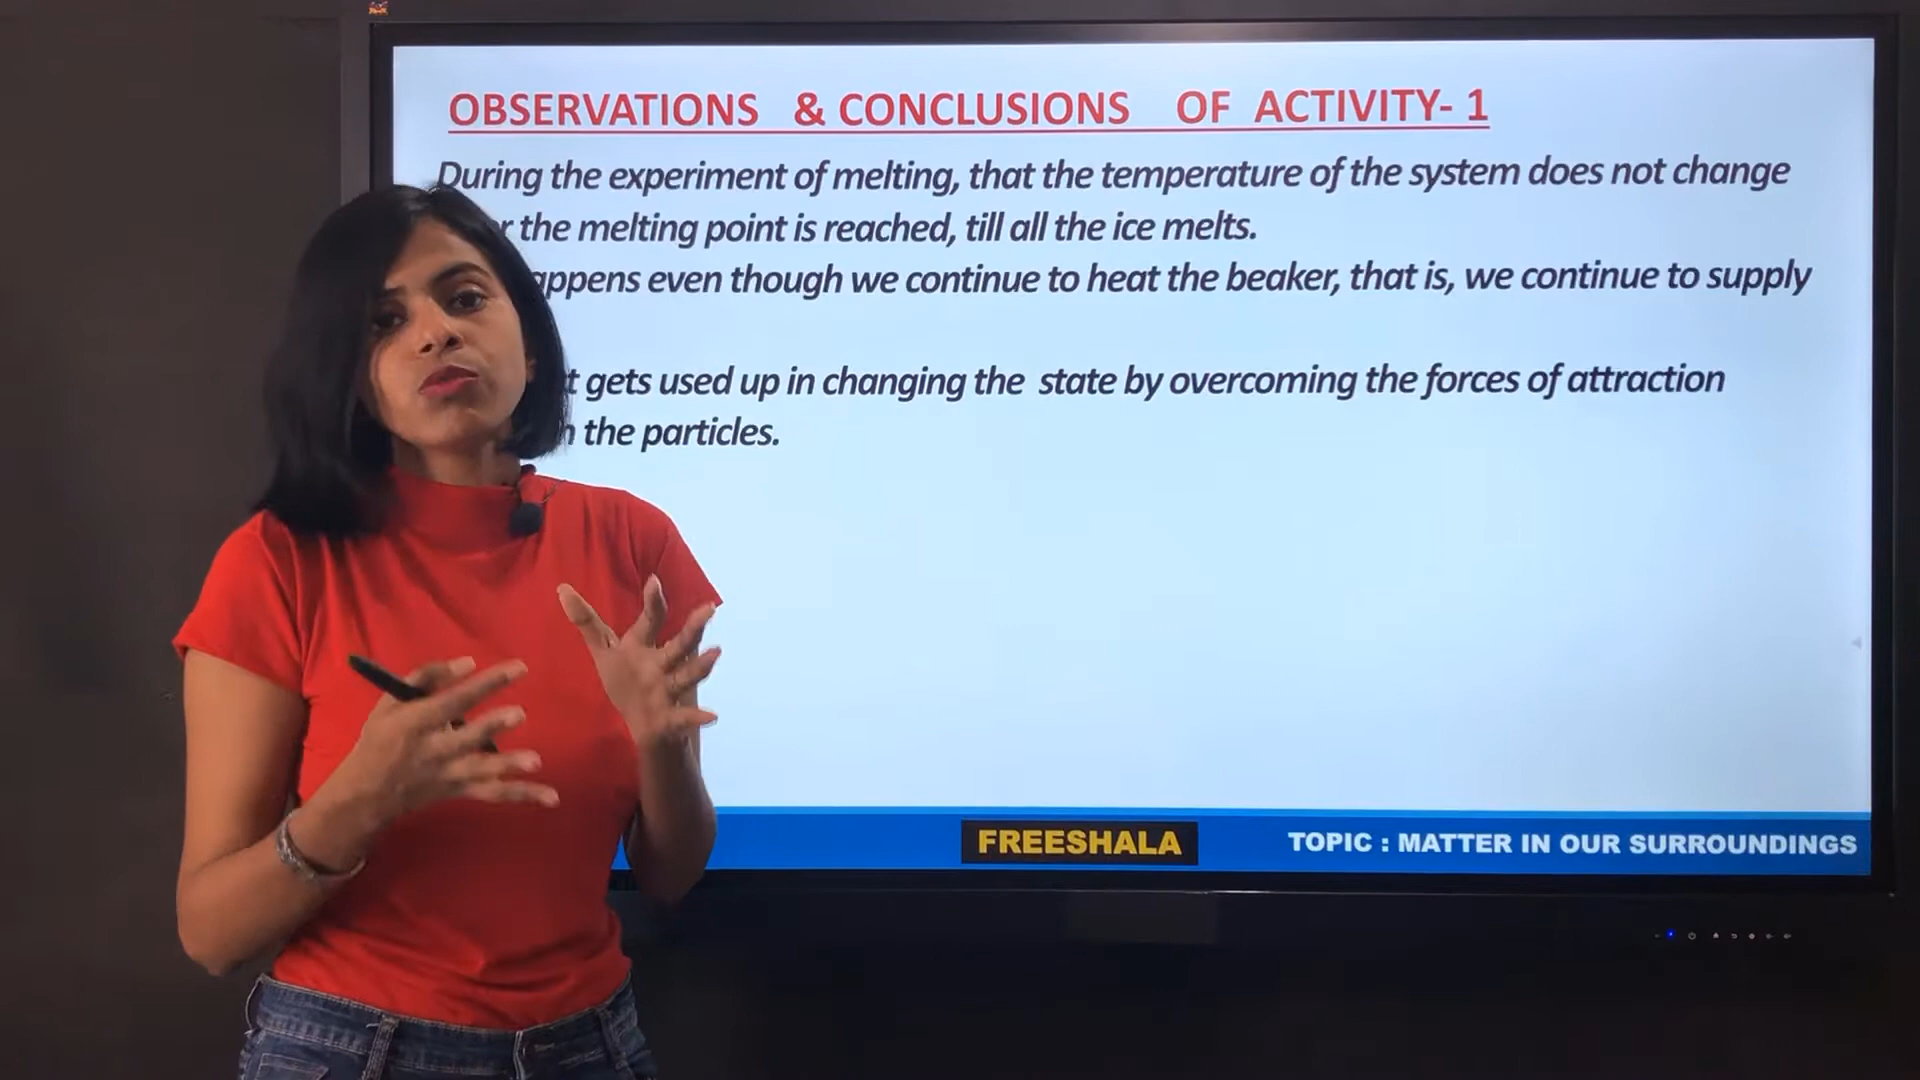 OBSERVATIONS & CONCLUSIONS OF ACTIVITY- 1
During the experiment of melting, that the temperature of the system does not change
the melting point is reached, till all the ice melts.
even though we continue to heat the beaker, that is, we continue to supply
gets used up in changing the state by overcoming the forces of attraction
the particles.
FREESHALA
TOPIC : MATTER IN OUR SURROUNDINGS